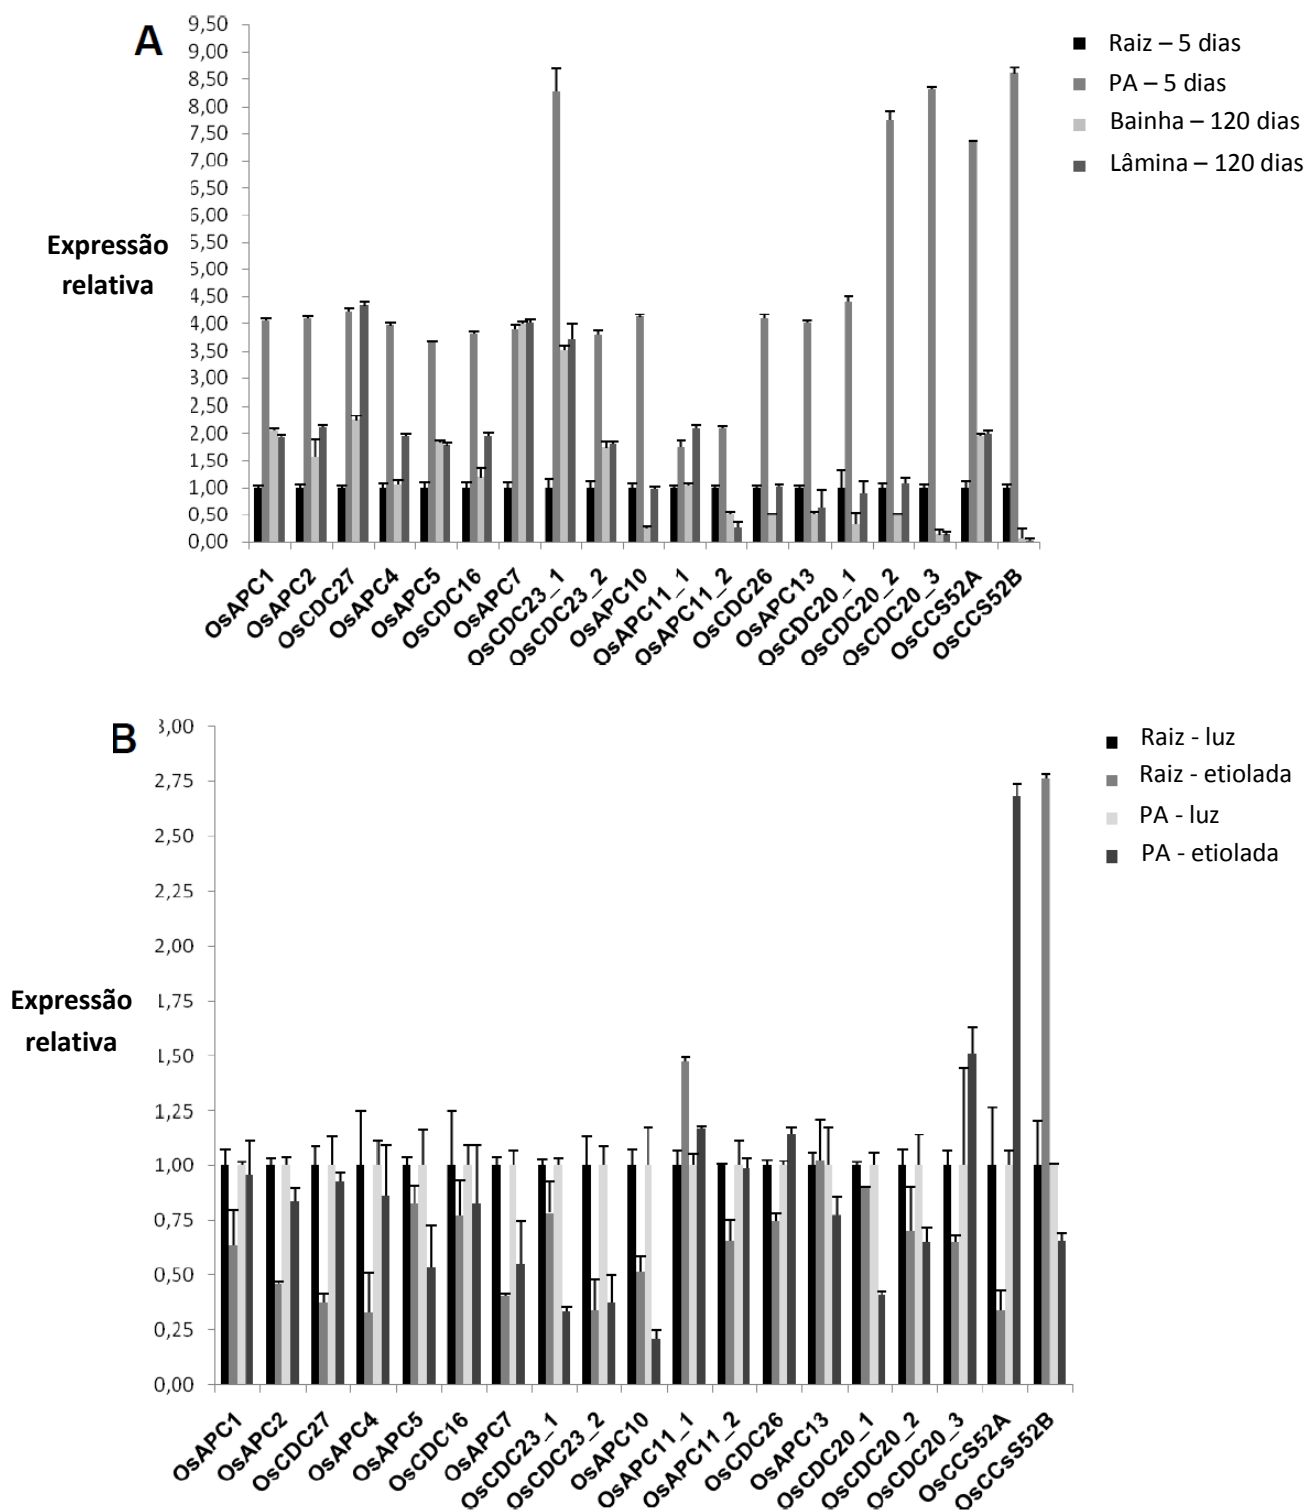 A
9,50
9,00
8,50
8,00
7,50
7,00
6,50
6,00
5,50
5,00
4,50
4,00
3,50
3,00
2,50
2,00
1,50
1,00
0,50
0,00
Expressão
relativa
Raiz – 5 dias
PA – 5 dias
Bainha – 120 dias
Lâmina – 120 dias
OsAPC1
OsAPC2
OsCDC27
OsAPC4
OsAPC5
OsCDC16
OsAPC7
OsCDC23_1
OsCDC23_2
OsAPC10
OsAPC11_1
OsAPC11_2
OsCDC26
OsAPC13
OsCDC20_1
OsCDC20_2
OsCDC20_3
OsCCS52A
OsCCS52B
B
3,00
2,75
2,50
2,25
2,00
1,75
1,50
1,25
1,00
0,75
0,50
0,25
0,00
Expressão
relativa
Raiz - luz
Raiz - etiolada
PA - luz
PA - etiolada
OsAPC1
OsAPC2
OsCDC27
OsAPC4
OsAPC5
OsCDC16
OsAPC7
OsCDC23_1
OsCDC23_2
OsAPC10
OsAPC11_1
OsAPC11_2
OsCDC26
OsAPC13
OsCDC20_1
OsCDC20_2
OsCDC20_3
OsCCS52A
OsCCsS52B